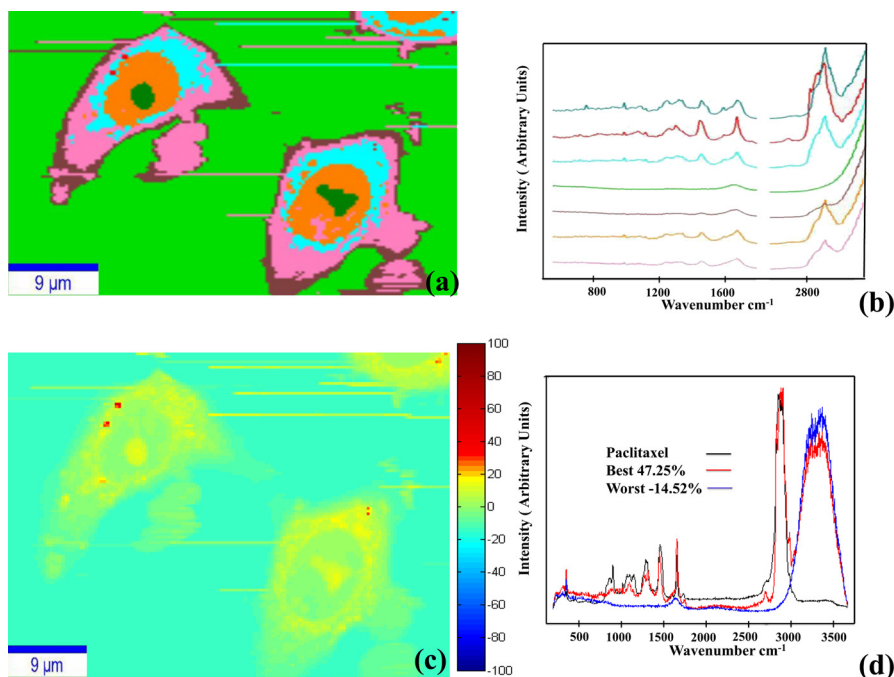 9 µm
(a)
Intensity ( Arbitrary Units)
800
1200
1600
2800
Wavenumber cm-1
(b)
9 µm
(c)
100
80
60
40
20
0
-20
-40
-60
-80
-100
Intensity ( Arbitrary Units)
Paclitaxel
Best 47.25%
Worst -14.52%
500
1000
1500
2000
2500
3000
3500
Wavenumber cm-1
(d)